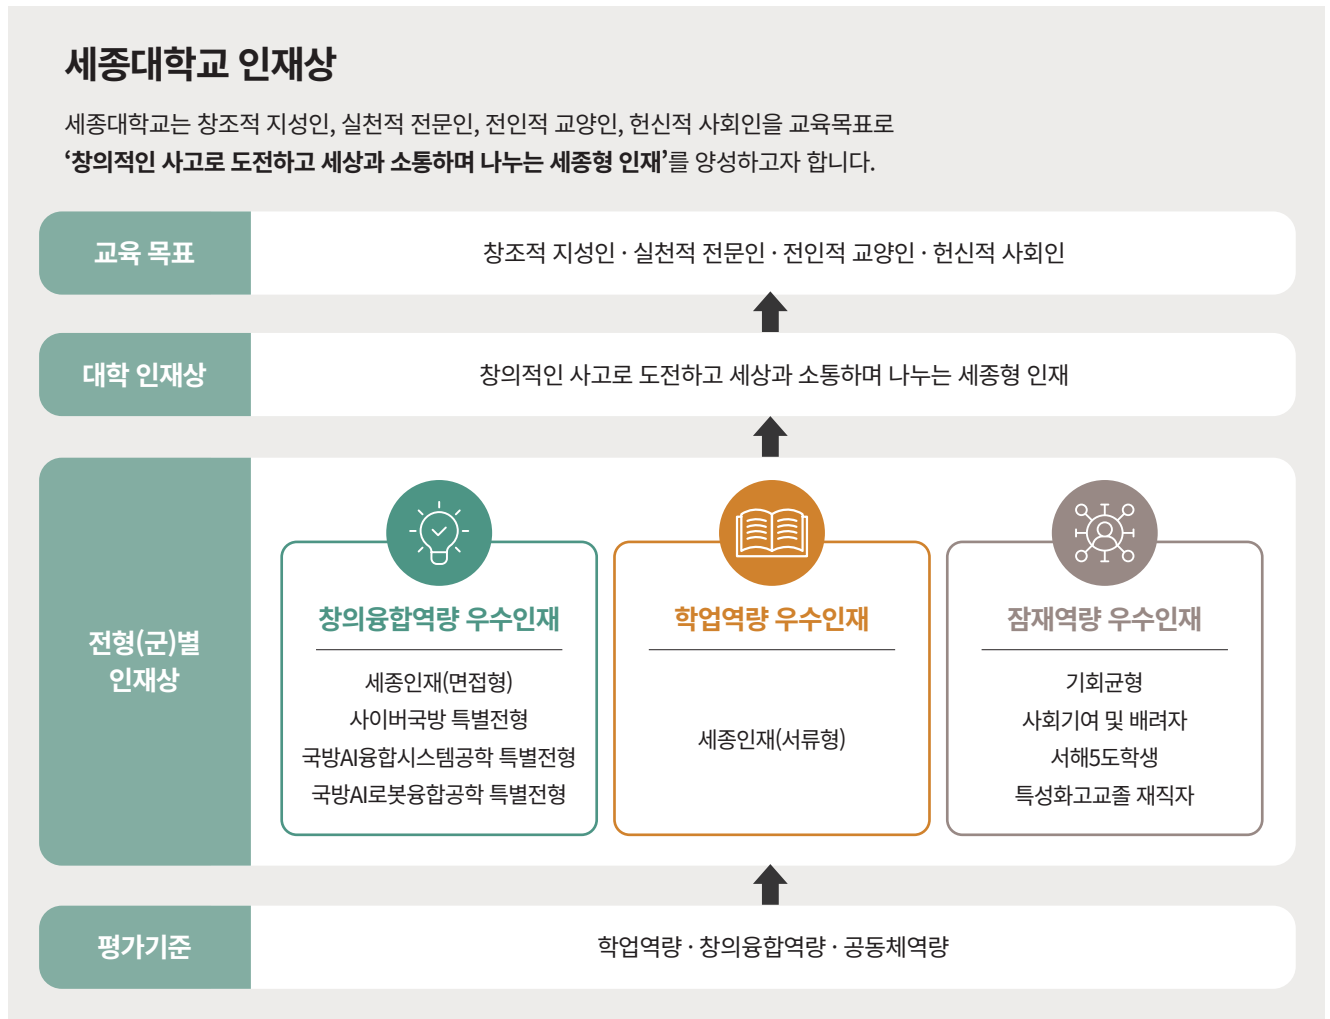 세종대학교 인재상
세종대학교는 창조적 지성인, 실천적 전문인, 전인적 교양인, 헌신적 사회인을 교육목표로
‘창의적인 사고로 도전하고 세상과 소통하며 나누는 세종형 인재’를 양성하고자 합니다.
교육 목표
창조적 지성인 · 실천적 전문인 · 전인적 교양인 · 헌신적 사회인
대학 인재상
창의적인 사고로 도전하고 세상과 소통하며 나누는 세종형 인재
전형(군)별
인재상
창의융합역량 우수인재
세종인재(면접형)
사이버국방 특별전형
국방AI융합시스템공학 특별전형
국방AI로봇융합공학 특별전형
학업역량 우수인재
세종인재(서류형)
잠재역량 우수인재
기회균형
사회기여 및 배려자
서해5도학생
특성화고교졸 재직자
평가기준
학업역량 · 창의융합역량 · 공동체역량